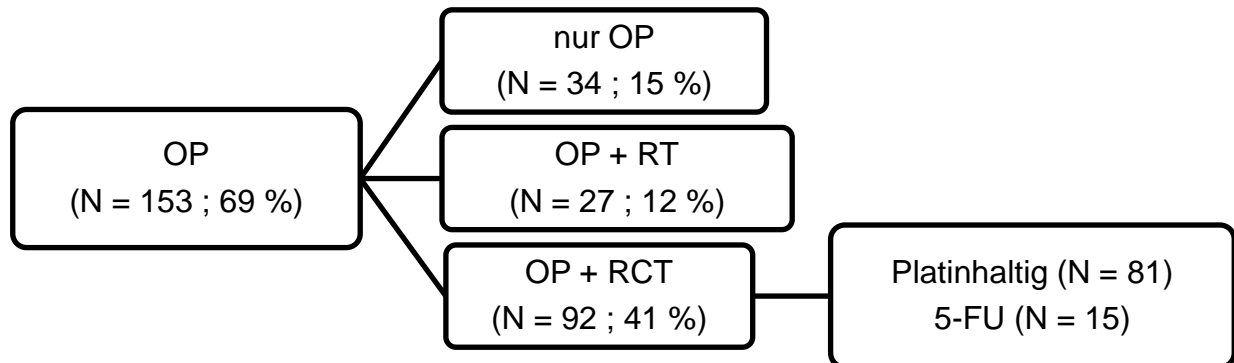 OP
(N = 153 ; 69 %)
nur OP
(N = 34 ; 15 %)
OP + RT
(N = 27 ; 12 %)
OP + RCT
(N = 92 ; 41 %)
Platinhaltig (N = 81)
5-FU (N = 15)